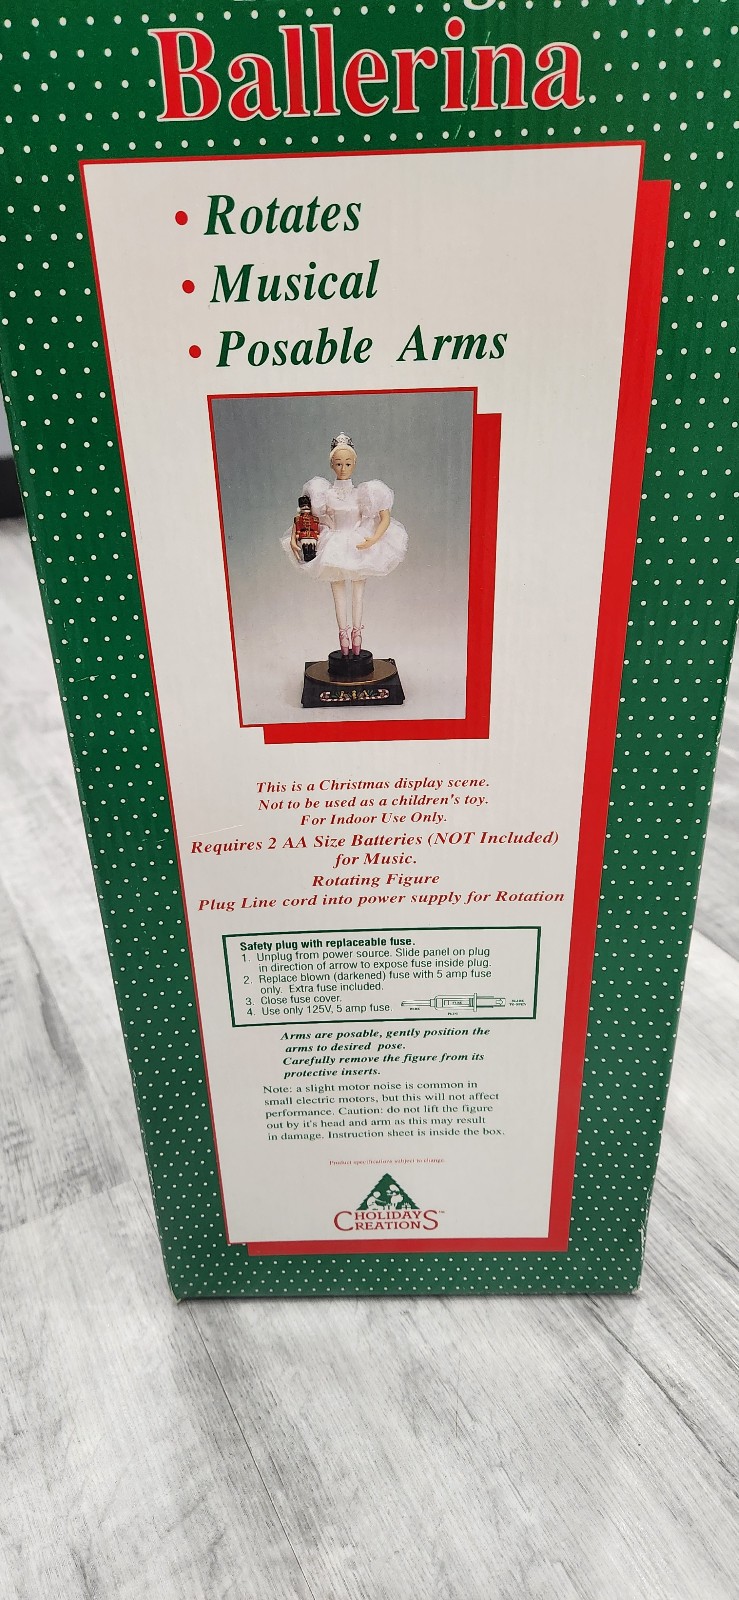 Ballerina
• Rotates
• Musical
• Posable Arms
This is a Christmas display scene.
Not to be used as a children's toy.
For Indoor Use Only.
Requires 2 AA Size Batteries (NOT Included)
for Music.
Rotating Figure
Plug Line cord into power supply for Rotation
Safety plug with replaceable fuse.
1. Unplug from power source. Slide panel on plug
in direction of arrow to expose fuse inside plug.
2. Replace blown (darkened) fuse with 5 amp fuse
only. Extra fuse included.
3. Close fuse cover.
4. Use only 125V, 5 amp fuse.
Arms are posable, gently position the
arms to desired pose.
Carefully remove the figure from its
protective inserts.
Note: a slight motor noise is common in
small electric motors, but this will not affect
performance. Caution: do not lift the figure
out by it's head and arm as this may result
in damage. Instruction sheet is inside the box.
Product specifications subject to change.
HOLIDAY
CREATIONS™